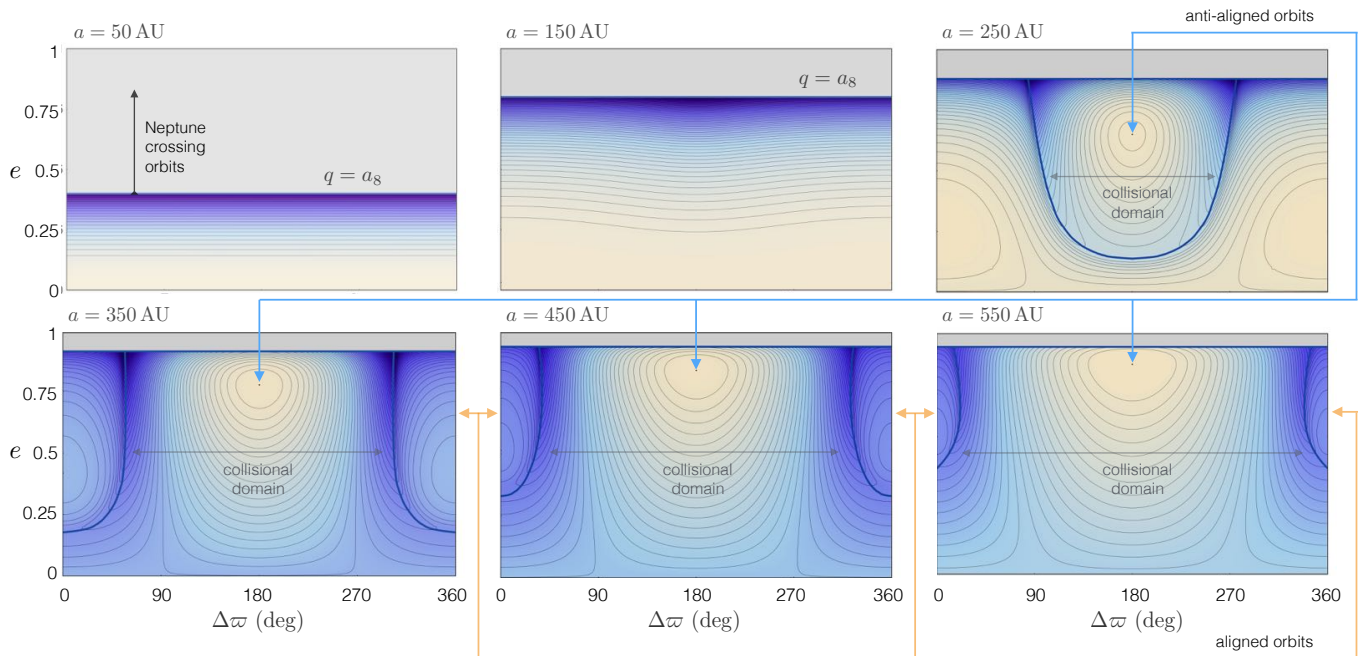 anti-aligned orbits
a = 50 AU
a = 150 AU
a = 250 AU
1
0.75
0.5
0.25
0
e
Neptune
crossing
orbits
q = a₈
q = a₈
collisional
domain
a = 350 AU
a = 450 AU
a = 550 AU
1
0.75
0.5
0.25
0
e
collisional
domain
collisional
domain
collisional
domain
0 90 180 270 360
0 90 180 270 360
0 90 180 270 360
Δϖ (deg)
Δϖ (deg)
Δϖ (deg)
aligned orbits